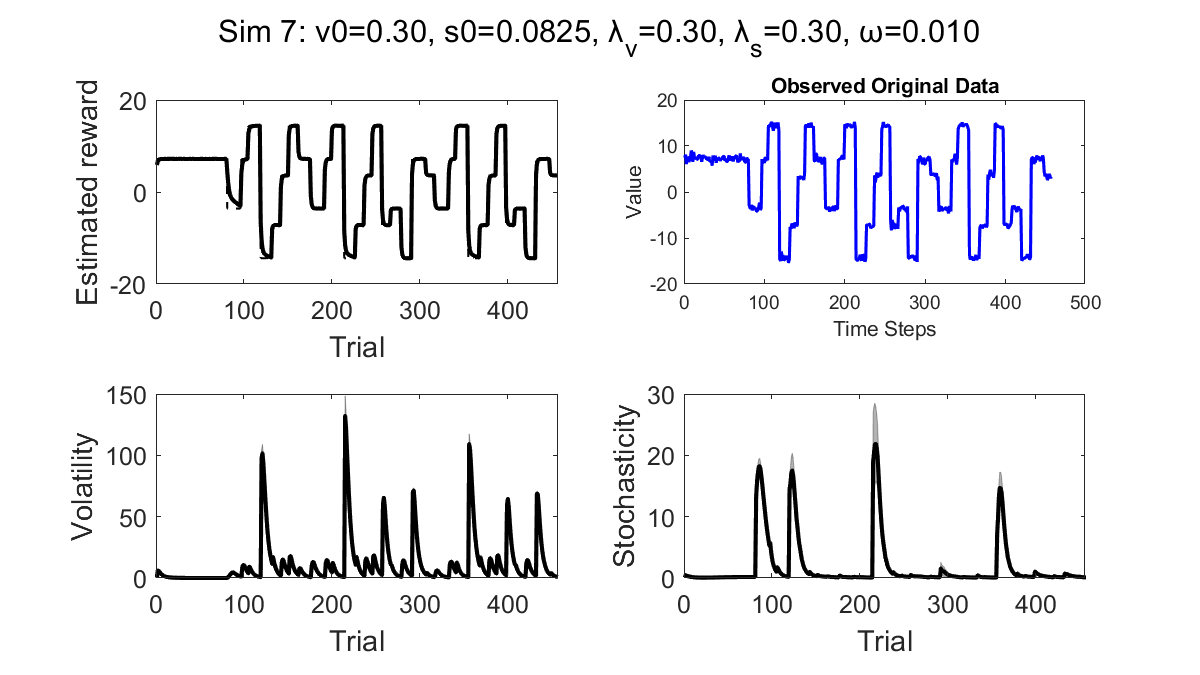 Sim 7: v0=0.30, s0=0.0825, λv=0.30, λs=0.30, ω=0.010
Estimated reward
20
0
-20
0 100 200 300 400
Trial
Observed Original Data
Value
20
10
0
-10
-20
0 100 200 300 400 500
Time Steps
Volatility
150
100
50
0
0 100 200 300 400
Trial
Stochasticity
30
20
10
0
0 100 200 300 400
Trial